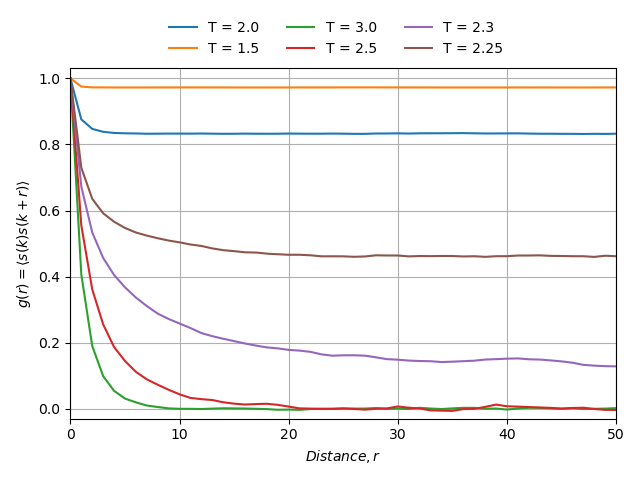 T = 2.0 T = 3.0 T = 2.3
T = 1.5 T = 2.5 T = 2.25
1.0
0.8
0.6
0.4
0.2
0.0
g(r) = ⟨s(k)s(k + r)⟩
0 10 20 30 40 50
Distance, r